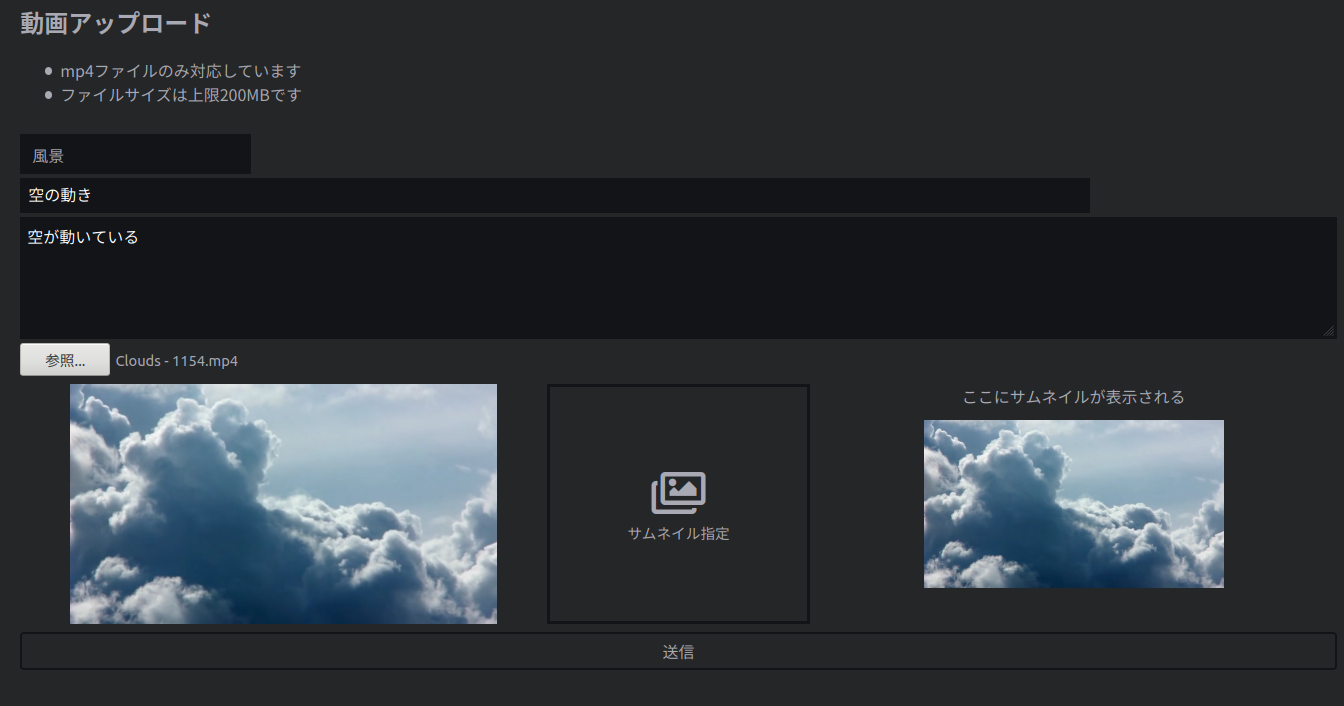 動画アップロード
mp4ファイルのみ対応しています
ファイルサイズは上限200MBです
風景
空の動き
空が動いている
参照... Clouds - 1154.mp4
ここにサムネイルが表示される
サムネイル指定
送信